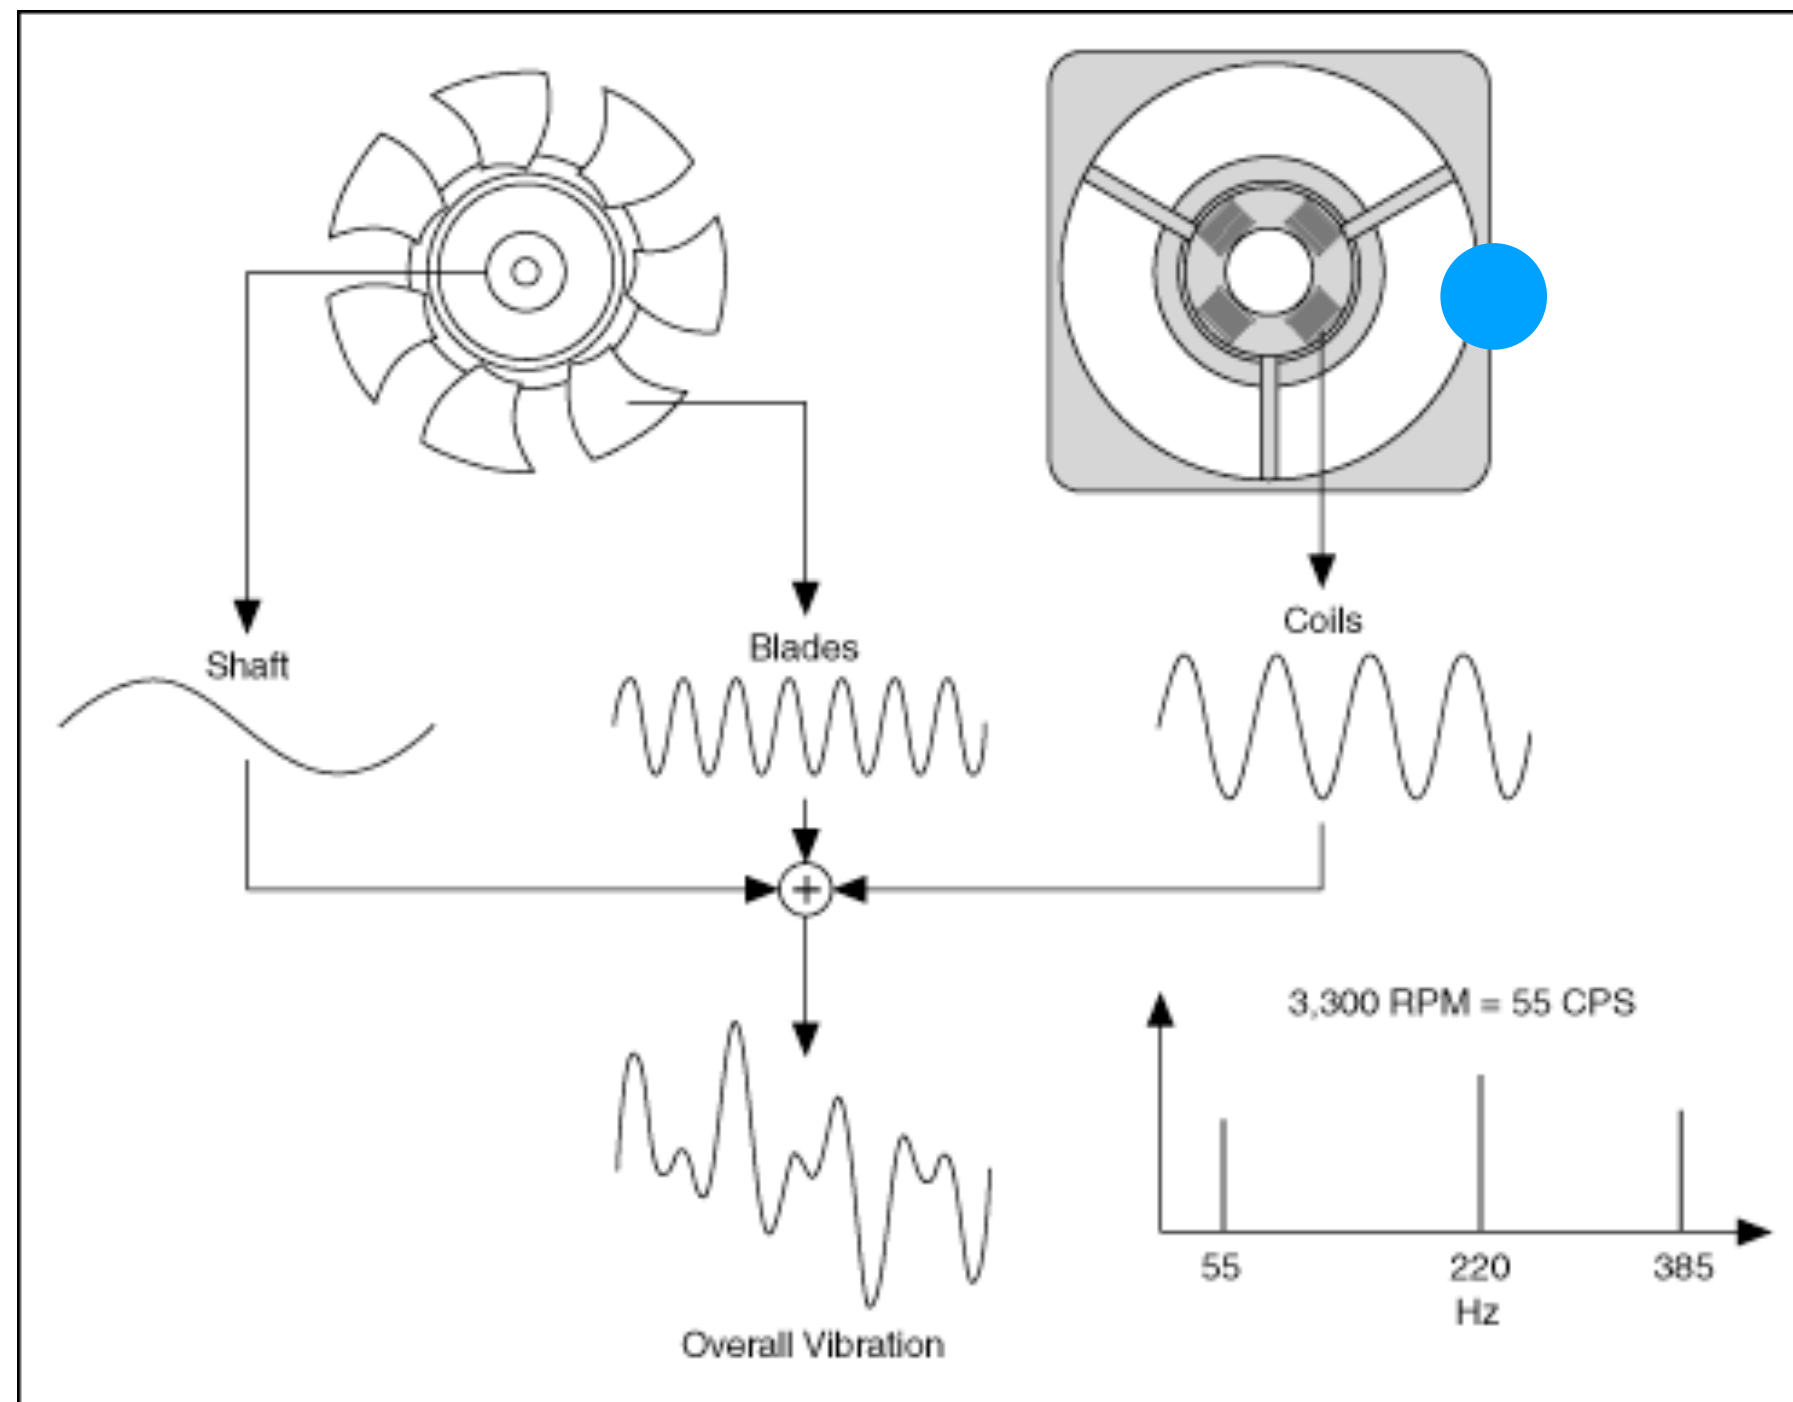 Coils
Blades
Shaft
+
3,300 RPM = 55 CPS
55
220
385
Hz
Overall Vibration